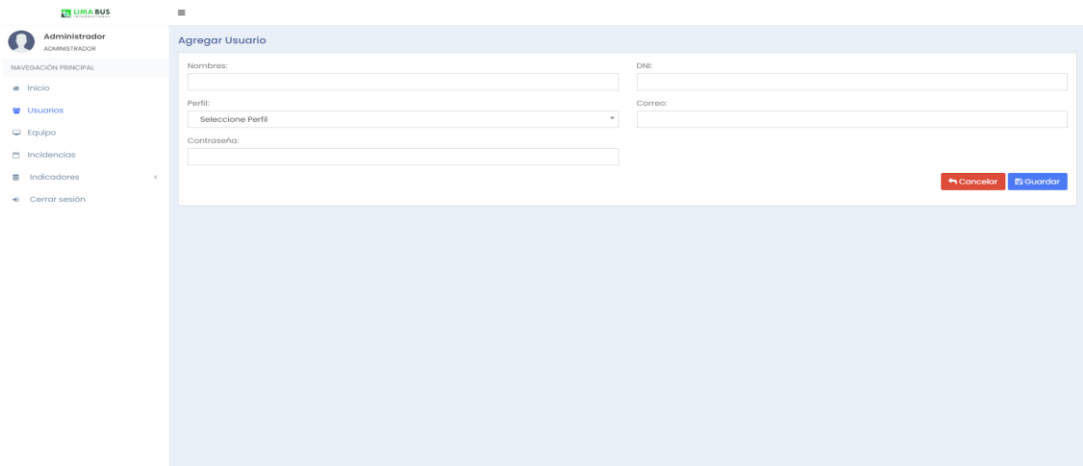 LIMA BUS
INTERNACIONAL
Administrador
ADMINISTRADOR
NAVEGACIÓN PRINCIPAL
Inicio
Usuarios
Equipo
Incidencias
Indicadores
Cerrar sesión
Agregar Usuario
Nombres:
DNI:
Perfil:
Correo:
Seleccione Perfil
Contraseña:
Cancelar
Guardar